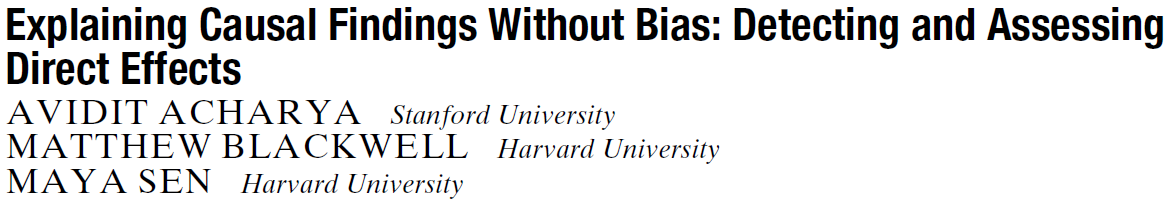 Explaining Causal Findings Without Bias: Detecting and Assessing
Direct Effects
AVIDIT ACHARYA Stanford University
MATTHEW BLACKWELL Harvard University
MAYA SEN Harvard University